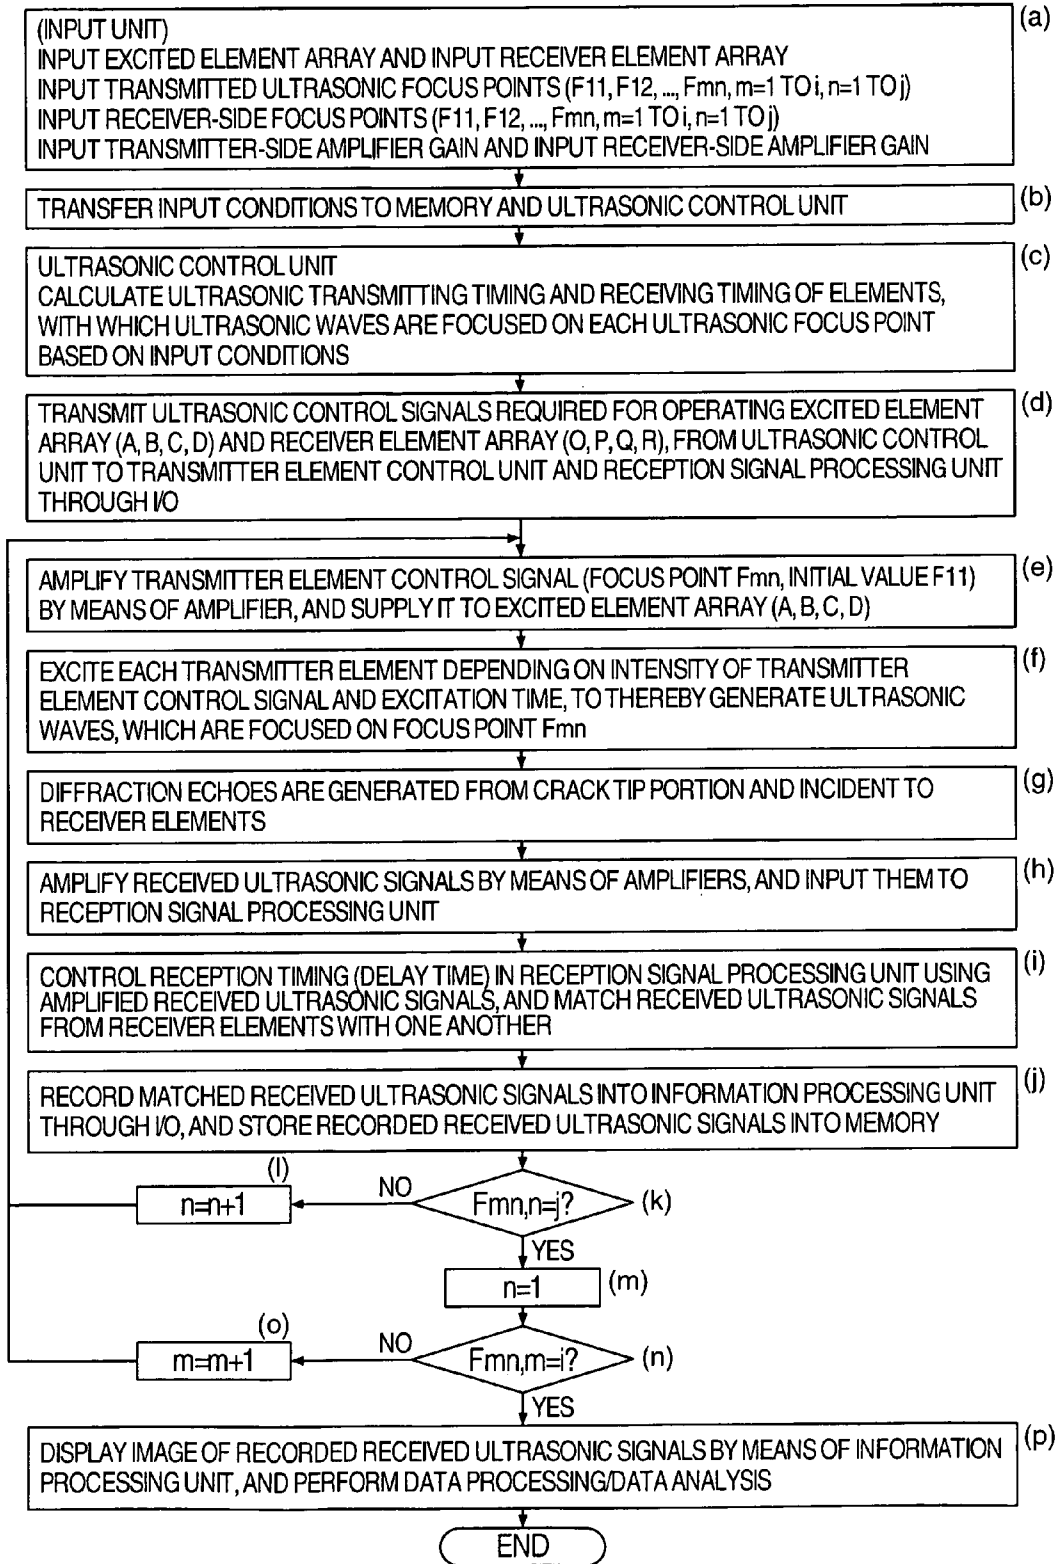 (a)
(INPUT UNIT)
INPUT EXCITED ELEMENT ARRAY AND INPUT RECEIVER ELEMENT ARRAY
INPUT TRANSMITTED ULTRASONIC FOCUS POINTS (F11, F12, ..., Fmn, m=1 TO i, n=1 TO j)
INPUT RECEIVER-SIDE FOCUS POINTS (F11, F12, ..., Fmn, m=1 TO i, n=1 TO j)
INPUT TRANSMITTER-SIDE AMPLIFIER GAIN AND INPUT RECEIVER-SIDE AMPLIFIER GAIN
(b)
TRANSFER INPUT CONDITIONS TO MEMORY AND ULTRASONIC CONTROL UNIT
(c)
ULTRASONIC CONTROL UNIT
CALCULATE ULTRASONIC TRANSMITTING TIMING AND RECEIVING TIMING OF ELEMENTS,
WITH WHICH ULTRASONIC WAVES ARE FOCUSED ON EACH ULTRASONIC FOCUS POINT
BASED ON INPUT CONDITIONS
(d)
TRANSMIT ULTRASONIC CONTROL SIGNALS REQUIRED FOR OPERATING EXCITED ELEMENT
ARRAY (A, B, C, D) AND RECEIVER ELEMENT ARRAY (O, P, Q, R), FROM ULTRASONIC CONTROL
UNIT TO TRANSMITTER ELEMENT CONTROL UNIT AND RECEPTION SIGNAL PROCESSING UNIT
THROUGH I/O
(e)
AMPLIFY TRANSMITTER ELEMENT CONTROL SIGNAL (FOCUS POINT Fmn, INITIAL VALUE F11)
BY MEANS OF AMPLIFIER, AND SUPPLY IT TO EXCITED ELEMENT ARRAY (A, B, C, D)
(f)
EXCITE EACH TRANSMITTER ELEMENT DEPENDING ON INTENSITY OF TRANSMITTER
ELEMENT CONTROL SIGNAL AND EXCITATION TIME, TO THEREBY GENERATE ULTRASONIC
WAVES, WHICH ARE FOCUSED ON FOCUS POINT Fmn
(g)
DIFFRACTION ECHOES ARE GENERATED FROM CRACK TIP PORTION AND INCIDENT TO
RECEIVER ELEMENTS
(h)
AMPLIFY RECEIVED ULTRASONIC SIGNALS BY MEANS OF AMPLIFIERS, AND INPUT THEM TO
RECEPTION SIGNAL PROCESSING UNIT
(i)
CONTROL RECEPTION TIMING (DELAY TIME) IN RECEPTION SIGNAL PROCESSING UNIT USING
AMPLIFIED RECEIVED ULTRASONIC SIGNALS, AND MATCH RECEIVED ULTRASONIC SIGNALS
FROM RECEIVER ELEMENTS WITH ONE ANOTHER
(j)
RECORD MATCHED RECEIVED ULTRASONIC SIGNALS INTO INFORMATION PROCESSING UNIT
THROUGH I/O, AND STORE RECORDED RECEIVED ULTRASONIC SIGNALS INTO MEMORY
(l)
n=n+1
NO
Fmn,n=j?
(k)
YES
n=1
(m)
(o)
m=m+1
NO
Fmn,m=i?
(n)
YES
(p)
DISPLAY IMAGE OF RECORDED RECEIVED ULTRASONIC SIGNALS BY MEANS OF INFORMATION
PROCESSING UNIT, AND PERFORM DATA PROCESSING/DATA ANALYSIS
END